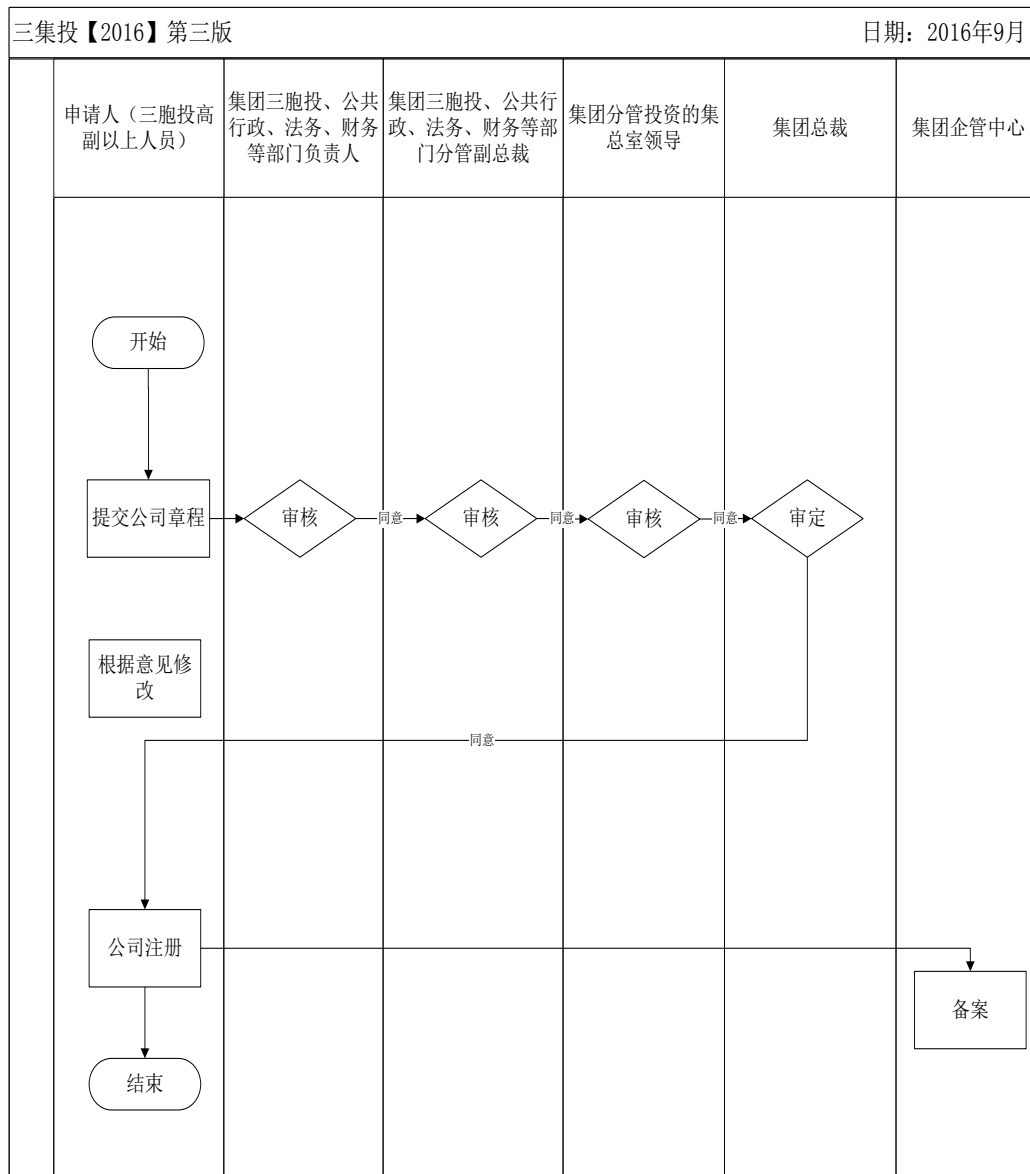 三集投【2016】第三版
日期：2016年9月
申请人（三胞投高
副以上人员）
集团三胞投、公共
行政、法务、财务
等部门负责人
集团三胞投、公共行
政、法务、财务等部
门分管副总裁
集团分管投资的集
总室领导
集团总裁
集团企管中心
开始
提交公司章程
审核
同意
审核
同意
审核
同意
审定
根据意见修
改
同意
公司注册
备案
结束